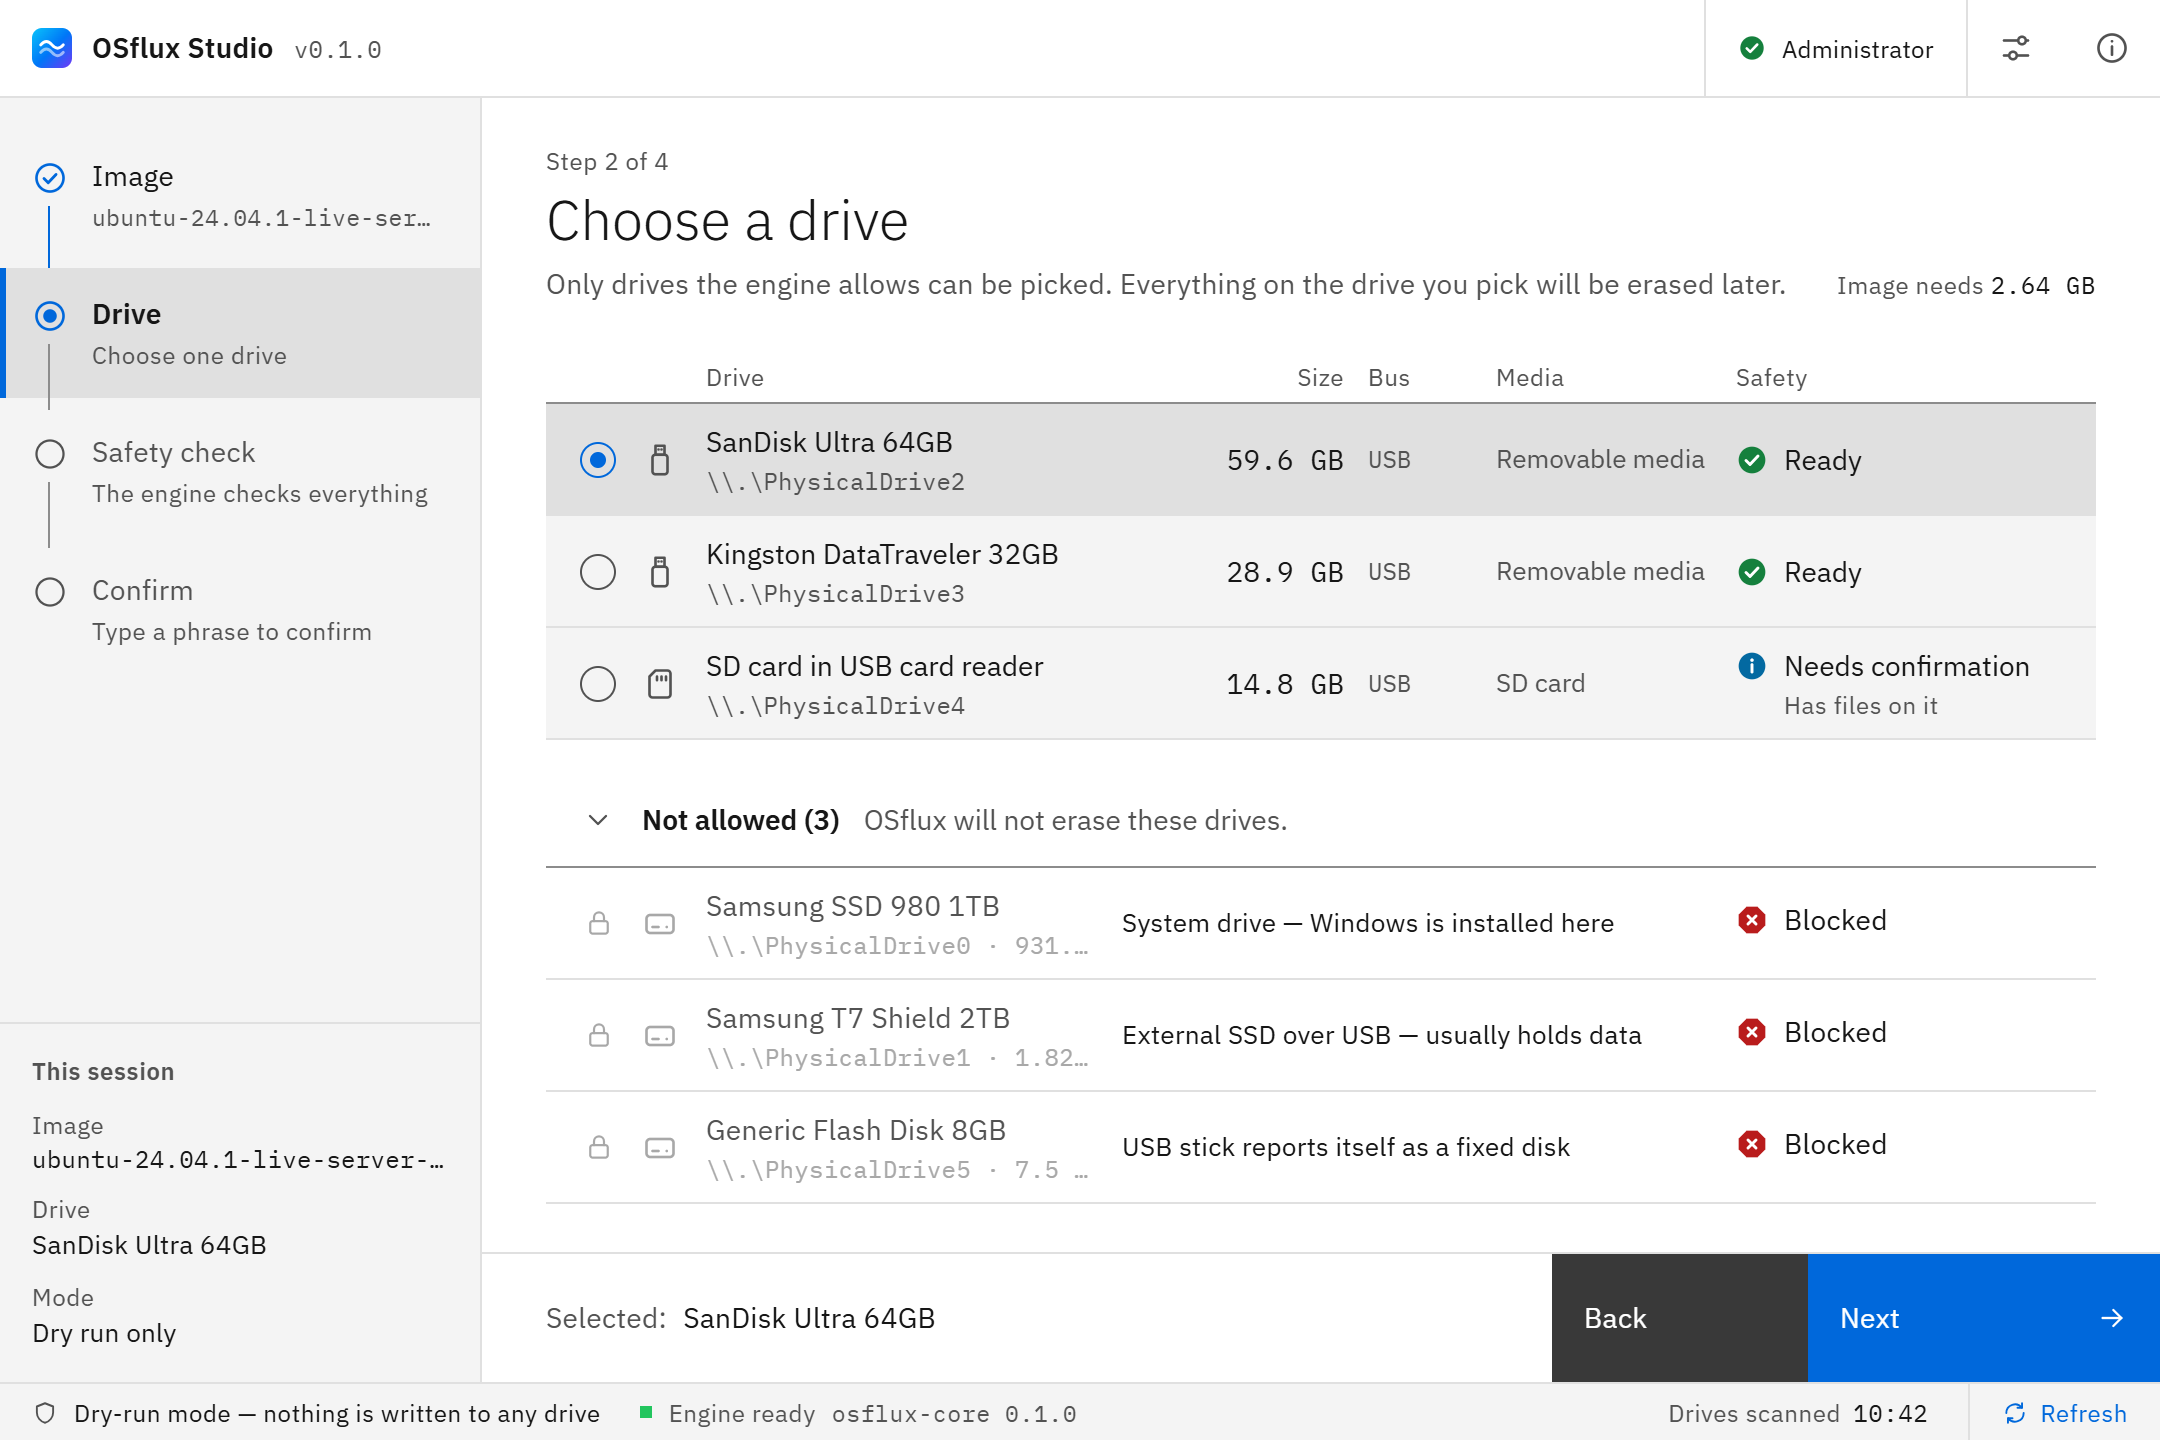 OSflux Studio v0.1.0
Administrator
Image
ubuntu-24.04.1-live-ser…
Drive
Choose one drive
Safety check
The engine checks everything
Confirm
Type a phrase to confirm
This session
Image
ubuntu-24.04.1-live-server-…
Drive
SanDisk Ultra 64GB
Mode
Dry run only
Step 2 of 4
Choose a drive
Only drives the engine allows can be picked. Everything on the drive you pick will be erased later. Image needs 2.64 GB
Drive Size Bus Media Safety
SanDisk Ultra 64GB
\\.\PhysicalDrive2
59.6 GB USB Removable media Ready
Kingston DataTraveler 32GB
\\.\PhysicalDrive3
28.9 GB USB Removable media Ready
SD card in USB card reader
\\.\PhysicalDrive4
14.8 GB USB SD card Needs confirmation
Has files on it
Not allowed (3) OSflux will not erase these drives.
Samsung SSD 980 1TB
\\.\PhysicalDrive0 · 931.…
System drive — Windows is installed here Blocked
Samsung T7 Shield 2TB
\\.\PhysicalDrive1 · 1.82…
External SSD over USB — usually holds data Blocked
Generic Flash Disk 8GB
\\.\PhysicalDrive5 · 7.5 …
USB stick reports itself as a fixed disk Blocked
Selected: SanDisk Ultra 64GB
Back
Next
Dry-run mode — nothing is written to any drive Engine ready osflux-core 0.1.0 Drives scanned 10:42 Refresh